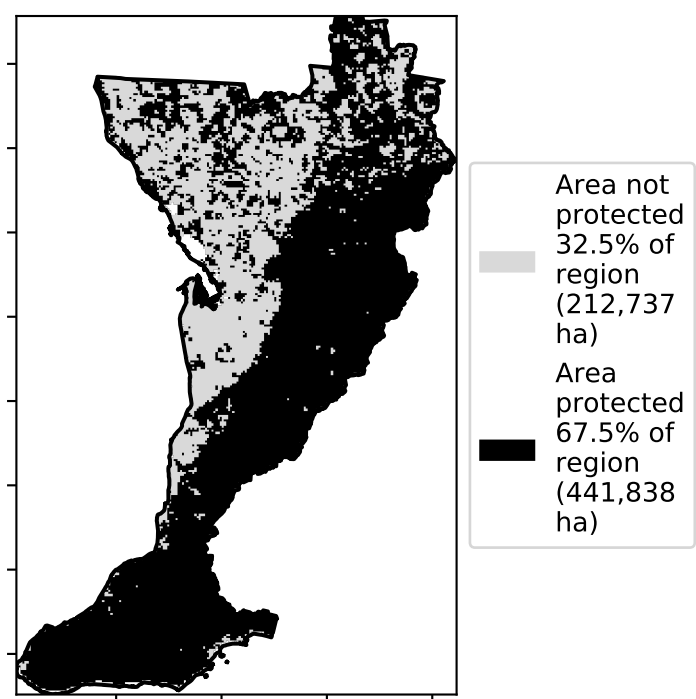 Area not
protected
32.5% of
region
(212,737
ha)
Area
protected
67.5% of
region
(441,838
ha)